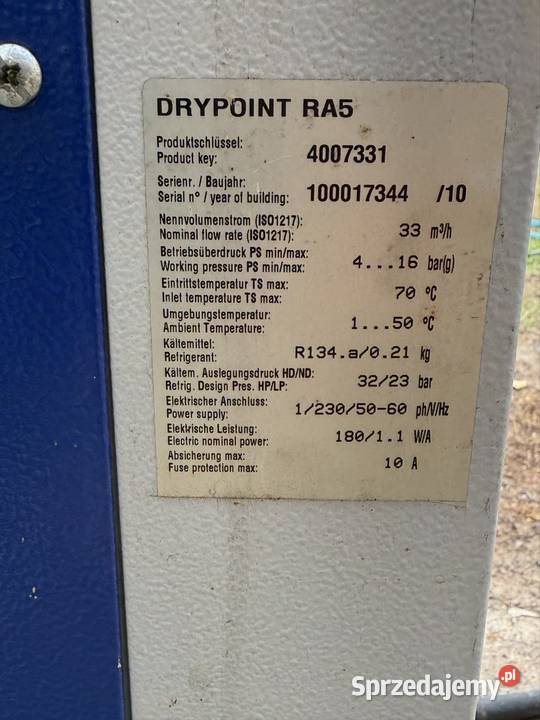 DRYPOINT RA5
Produktschlüssel:
Product key: 4007331
Serienr. / Baujahr:
Serial n° / year of building: 100017344 /10
Nennvolumenstrom (ISO1217):
Nominal flow rate (ISO1217): 33 m³/h
Betriebsüberdruck PS min/max:
Working pressure PS min/max: 4...16 bar(g)
Eintrittstemperatur TS max:
Inlet temperature TS max: 70 °C
Umgebungstemperatur:
Ambient Temperature: 1...50 °C
Kältemittel:
Refrigerant: R134.a/0.21 kg
Kältem. Auslegungsdruck HD/ND:
Refrig. Design Pres. HP/LP: 32/23 bar
Elektrischer Anschluss:
Power supply: 1/230/50-60 ph/V/Hz
Elektrische Leistung:
Electric nominal power: 180/1.1 W/A
Absicherung max:
Fuse protection max: 10 A
Sprzedajemy.pl